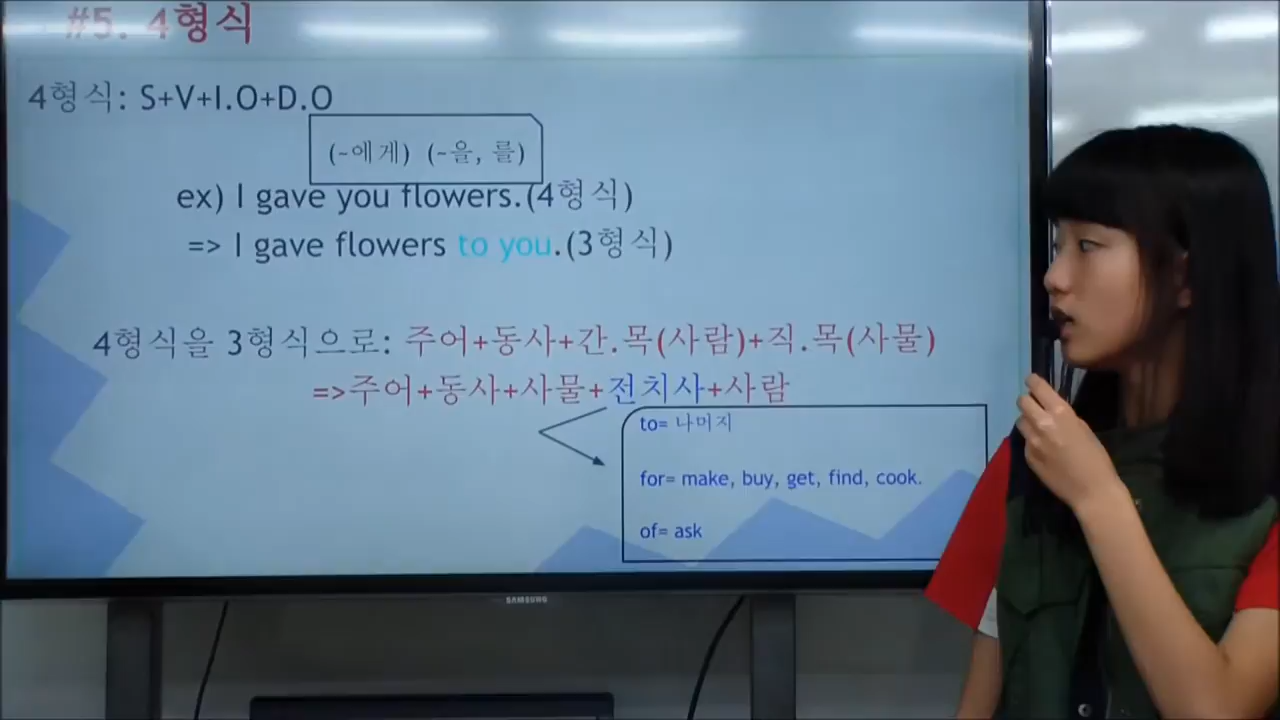 #5. 4형식
4형식: S+V+I.O+D.O
(-에게) (-을, 를)
ex) I gave you flowers.(4형식)
=> I gave flowers to you.(3형식)
4형식을 3형식으로: 주어+동사+간.목(사람)+직.목(사물)
=>주어+동사+사물+전치사+사람
to= 나머지
for= make, buy, get, find, cook.
of= ask
SAMSUNG